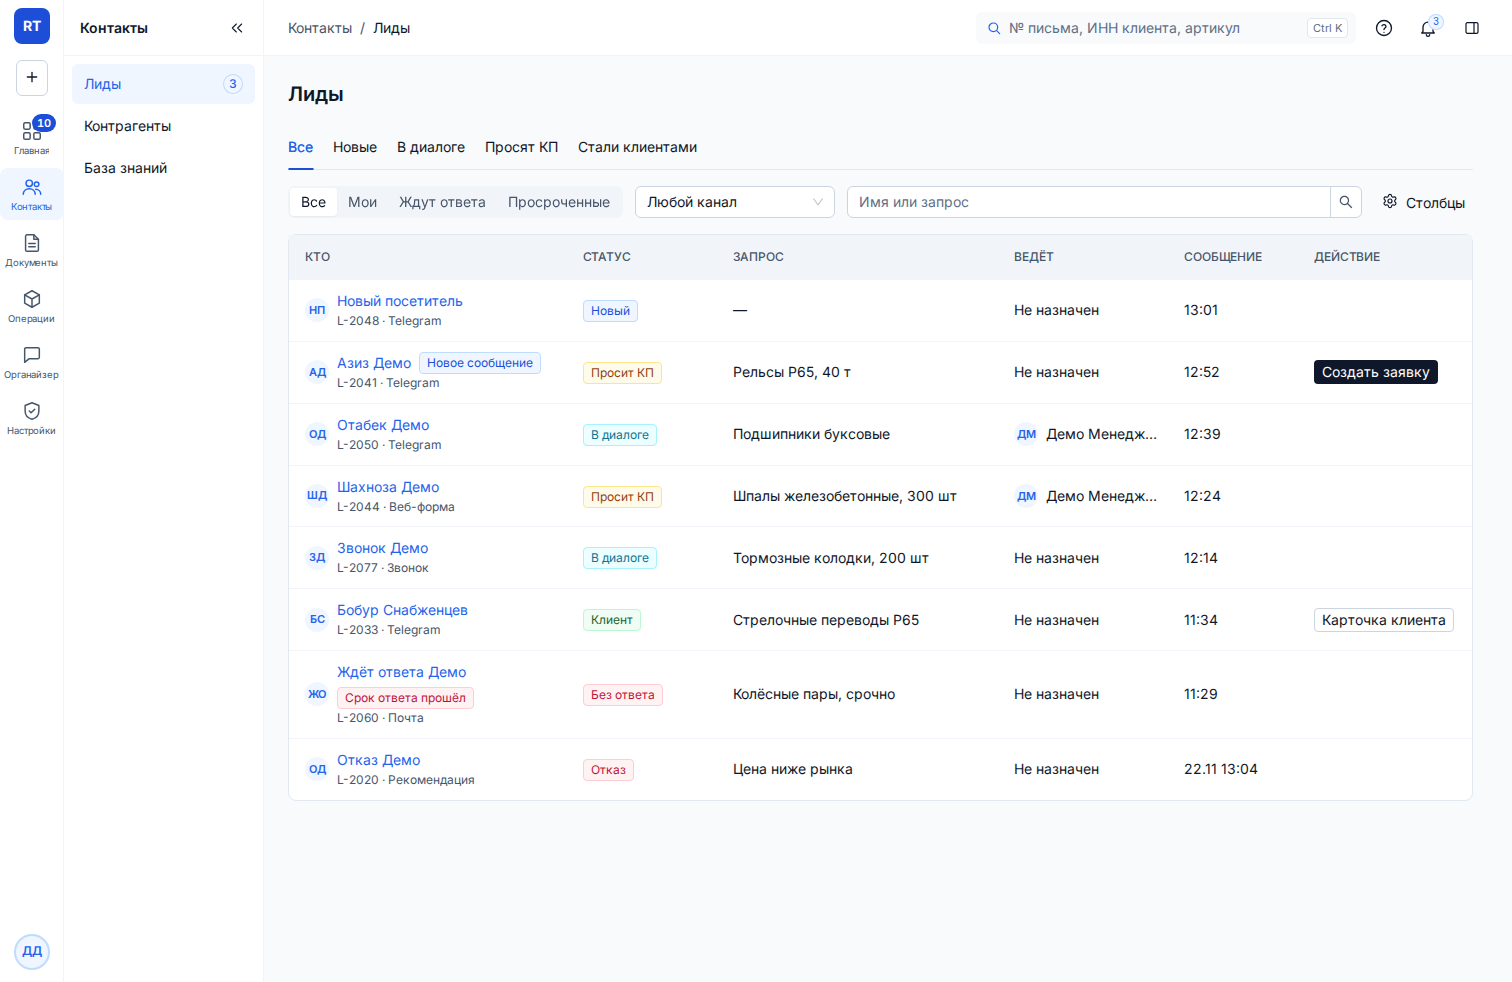 RT
Контакты
Контакты / Лиды
№ письма, ИНН клиента, артикул
Ctrl K
3
10
Главная
Контакты
Документы
Операции
Органайзер
Настройки
ДД
Лиды
3
Контрагенты
База знаний
Лиды
Все
Новые
В диалоге
Просят КП
Стали клиентами
Все
Мои
Ждут ответа
Просроченные
Любой канал
Имя или запрос
Столбцы
КТО
СТАТУС
ЗАПРОС
ВЕДЁТ
СООБЩЕНИЕ
ДЕЙСТВИЕ
НП
Новый посетитель
L-2048 · Telegram
Новый
—
Не назначен
13:01
АД
Азиз Демо
Новое сообщение
L-2041 · Telegram
Просит КП
Рельсы Р65, 40 т
Не назначен
12:52
Создать заявку
ОД
Отабек Демо
L-2050 · Telegram
В диалоге
Подшипники буксовые
ДМ
Демо Менедж...
12:39
ШД
Шахноза Демо
L-2044 · Веб-форма
Просит КП
Шпалы железобетонные, 300 шт
ДМ
Демо Менедж...
12:24
ЗД
Звонок Демо
L-2077 · Звонок
В диалоге
Тормозные колодки, 200 шт
Не назначен
12:14
БС
Бобур Снабженцев
L-2033 · Telegram
Клиент
Стрелочные переводы Р65
Не назначен
11:34
Карточка клиента
ЖО
Ждёт ответа Демо
Срок ответа прошёл
L-2060 · Почта
Без ответа
Колёсные пары, срочно
Не назначен
11:29
ОД
Отказ Демо
L-2020 · Рекомендация
Отказ
Цена ниже рынка
Не назначен
22.11 13:04